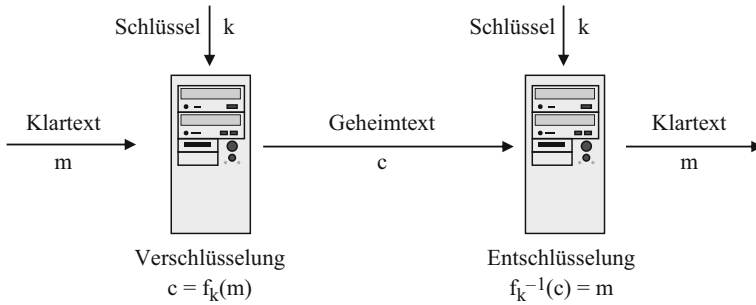 Schlüssel k
Schlüssel k
Klartext
m
Geheimtext
c
Klartext
m
Verschlüsselung
c = fₖ(m)
Entschlüsselung
fₖ⁻¹(c) = m